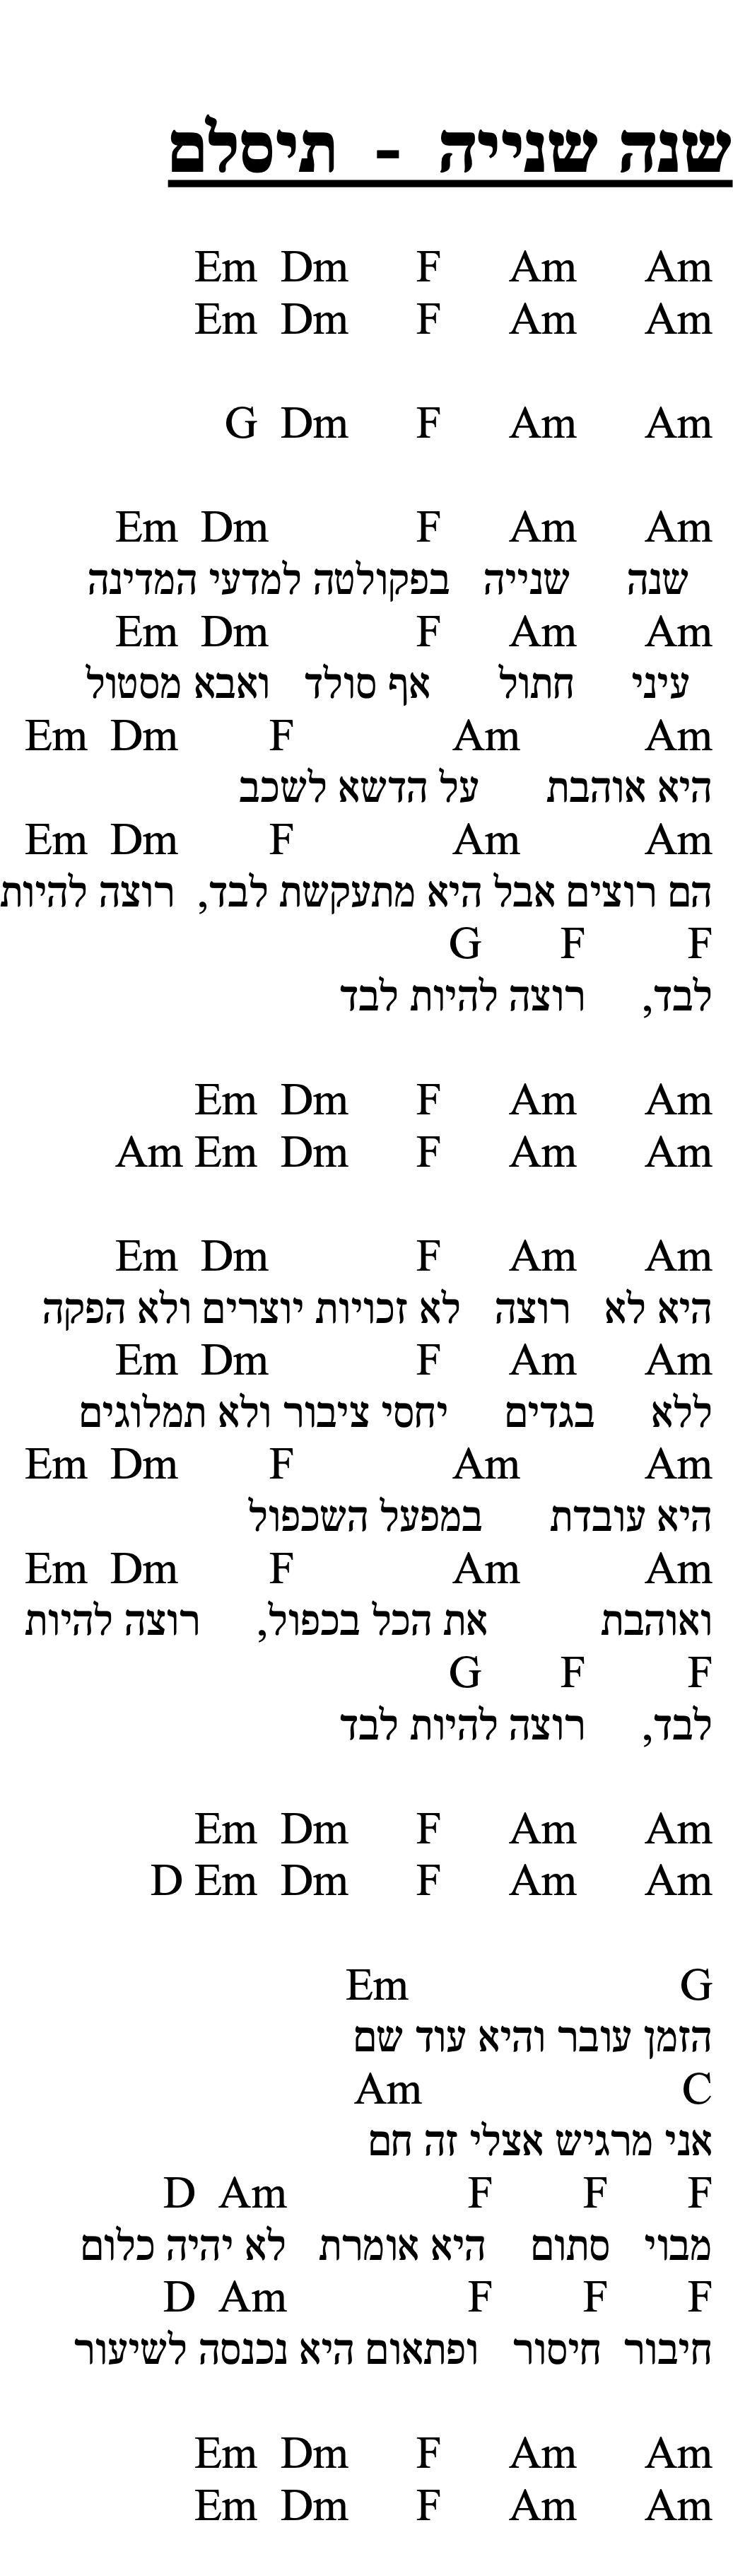 שנה שנייה - תיסלם
Am Am F Dm Em
Am Am F Dm Em
Am Am F Dm G
Am Am F Dm Em
שנה שנייה בפקולטה למדעי המדינה
Am Am F Dm Em
עיני חתול אף סולד ואבא מסטול
Am Am F Dm Em
היא אוהבת על הדשא לשכב
Am Am F Dm Em
הם רוצים אבל היא מתעקשת לבד, רוצה להיות
F F G
לבד, רוצה להיות לבד
Am Am F Dm Em
Am Am F Dm Em Am
Am Am F Dm Em
היא לא רוצה לא זכויות יוצרים ולא הפקה
Am Am F Dm Em
ללא בגדים יחסי ציבור ולא תמלוגים
Am Am F Dm Em
היא עובדת במפעל השכפול
Am Am F Dm Em
ואוהבת את הכל בכפול, רוצה להיות
F F G
לבד, רוצה להיות לבד
Am Am F Dm Em
Am Am F Dm Em D
G Em
הזמן עובר והיא עוד שם
C Am
אני מרגיש אצלי זה חם
F F F Am D
מבוי סתום היא אומרת לא יהיה כלום
F F F Am D
חיבור חיסור ופתאום היא נכנסה לשיעור
Am Am F Dm Em
Am Am F Dm Em